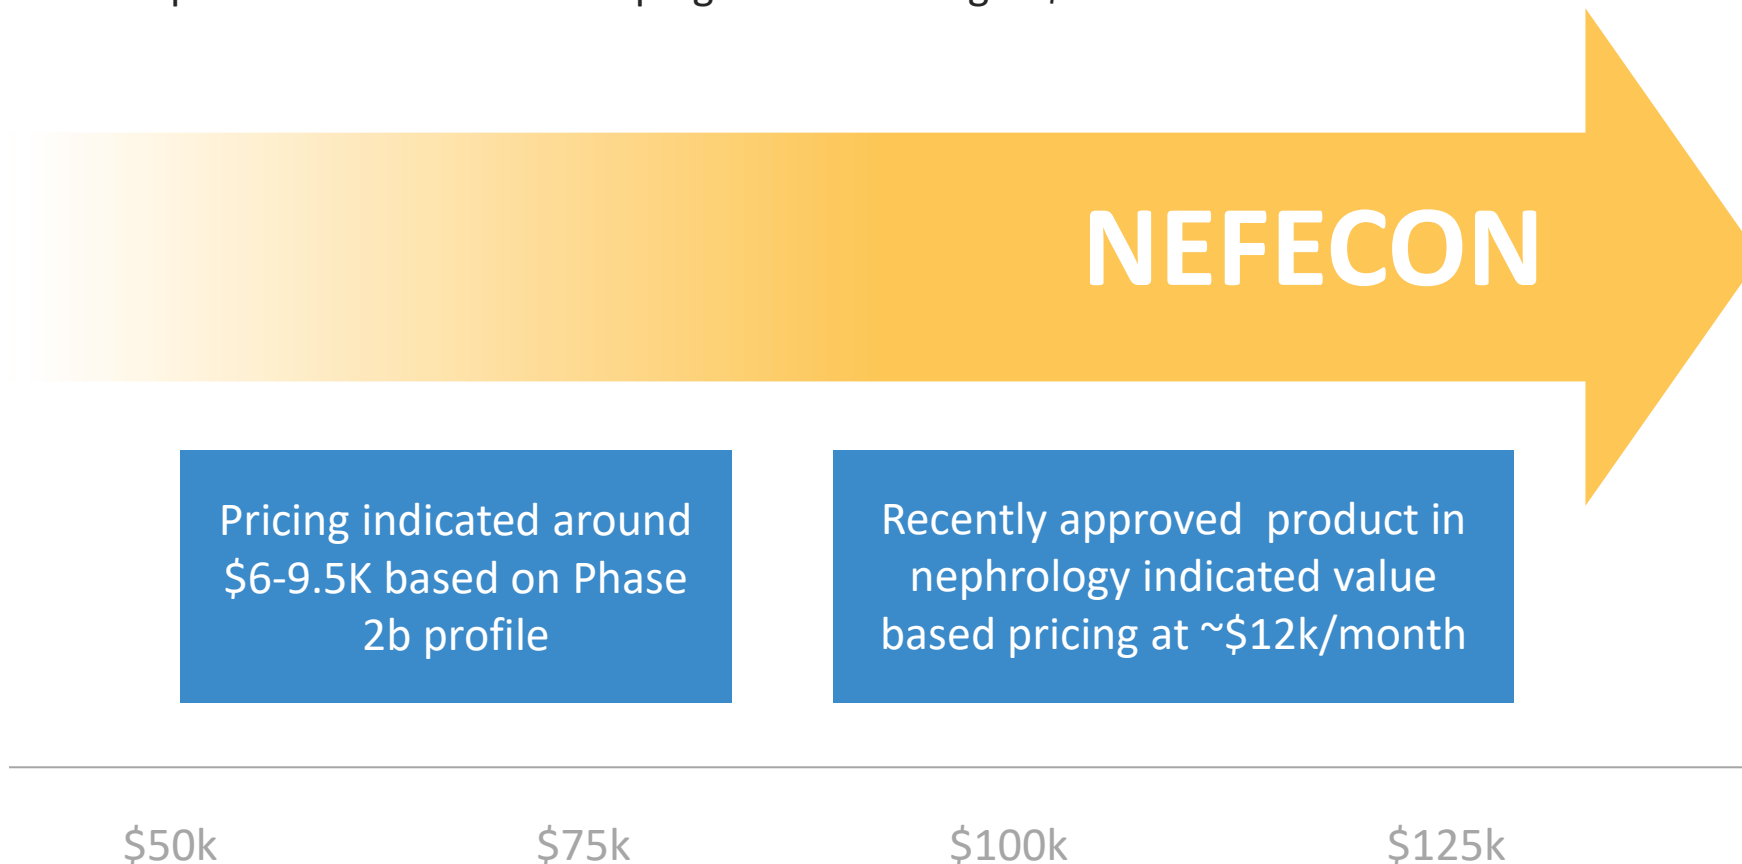 NEFECON
Pricing indicated around
$6-9.5K based on Phase
2b profile
Recently approved  product in
nephrology indicated value
based pricing at ~$12k/month
$50k
$75k
$100k
$125k